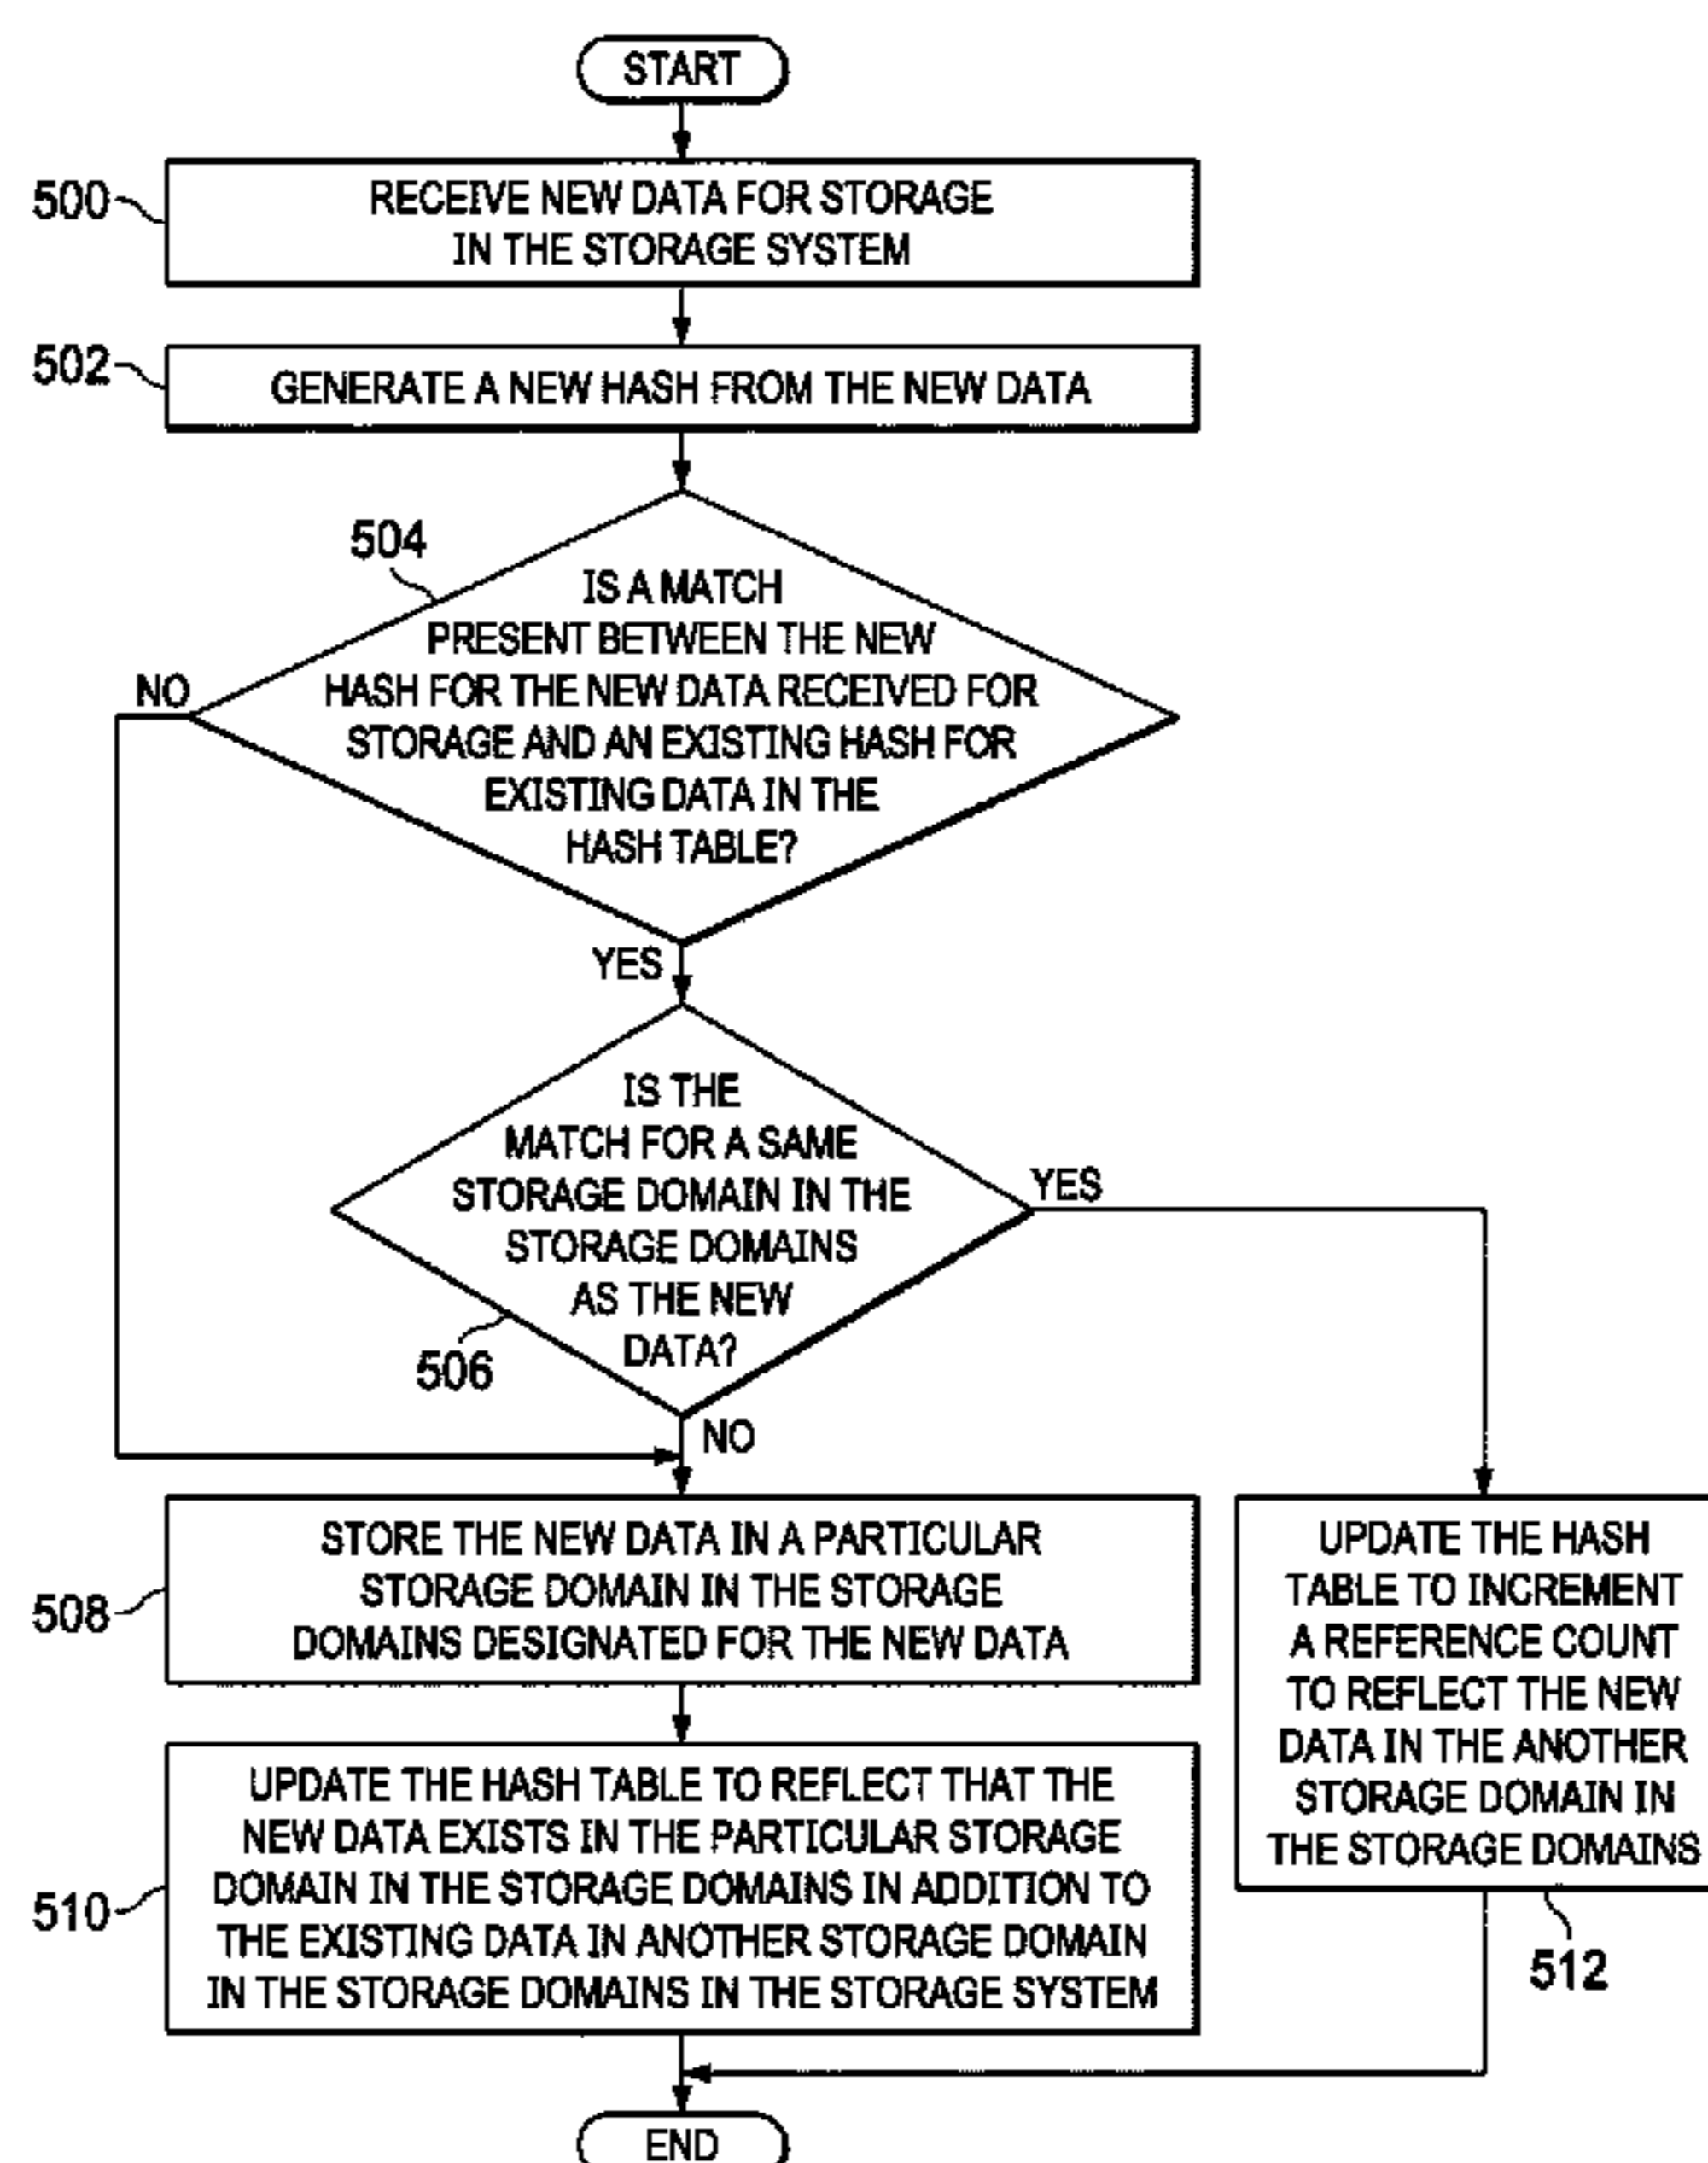 START
500
RECEIVE NEW DATA FOR STORAGE
IN THE STORAGE SYSTEM
502
GENERATE A NEW HASH FROM THE NEW DATA
504
IS A MATCH
PRESENT BETWEEN THE NEW
HASH FOR THE NEW DATA RECEIVED FOR
STORAGE AND AN EXISTING HASH FOR
EXISTING DATA IN THE
HASH TABLE?
NO
YES
IS THE
MATCH FOR A SAME
STORAGE DOMAIN IN THE
STORAGE DOMAINS
AS THE NEW
DATA?
506
YES
NO
508
STORE THE NEW DATA IN A PARTICULAR
STORAGE DOMAIN IN THE STORAGE
DOMAINS DESIGNATED FOR THE NEW DATA
510
UPDATE THE HASH TABLE TO REFLECT THAT THE
NEW DATA EXISTS IN THE PARTICULAR STORAGE
DOMAIN IN THE STORAGE DOMAINS IN ADDITION TO
THE EXISTING DATA IN ANOTHER STORAGE DOMAIN
IN THE STORAGE DOMAINS IN THE STORAGE SYSTEM
UPDATE THE HASH
TABLE TO INCREMENT
A REFERENCE COUNT
TO REFLECT THE NEW
DATA IN THE ANOTHER
STORAGE DOMAIN IN
THE STORAGE DOMAINS
512
END